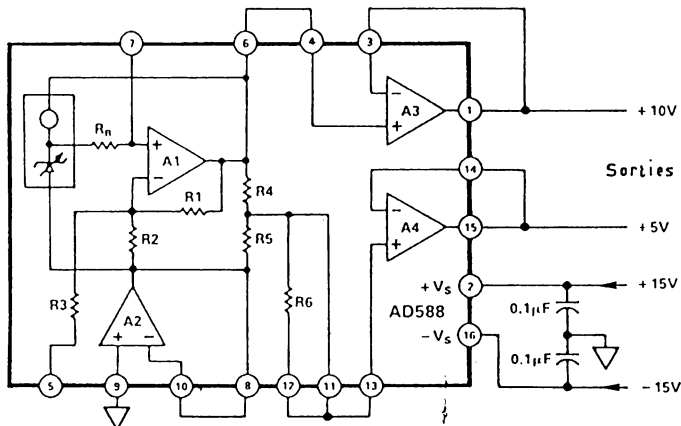 7 6 4 3
− A3 + 1 +10V
Rn + A1 −
R4
14 Sorties
R1
− A4 + 15 +5V
R2 R5
R3 R6
+VS 2 +15V
A2 + −
AD588
0.1µF
−VS 16
0.1µF
5 9 10 8 12 11 13 −15V